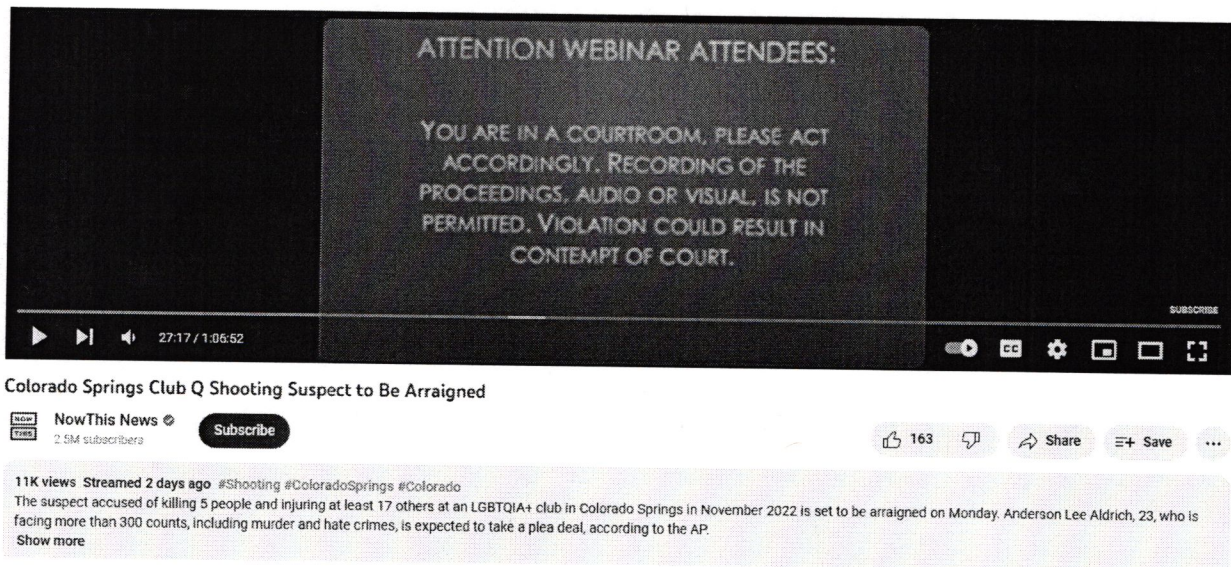 ATTENTION WEBINAR ATTENDEES:
YOU ARE IN A COURTROOM, PLEASE ACT
ACCORDINGLY. RECORDING OF THE
PROCEEDINGS, AUDIO OR VISUAL, IS NOT
PERMITTED. VIOLATION COULD RESULT IN
CONTEMPT OF COURT.
SUBSCRIBE
27:17 / 1:06:52
CC
Colorado Springs Club Q Shooting Suspect to Be Arraigned
NOW
THIS
NowThis News
2.5M subscribers
Subscribe
163
Share
Save
11K views Streamed 2 days ago #Shooting #ColoradoSprings #Colorado
The suspect accused of killing 5 people and injuring at least 17 others at an LGBTQIA+ club in Colorado Springs in November 2022 is set to be arraigned on Monday. Anderson Lee Aldrich, 23, who is
facing more than 300 counts, including murder and hate crimes, is expected to take a plea deal, according to the AP.
Show more